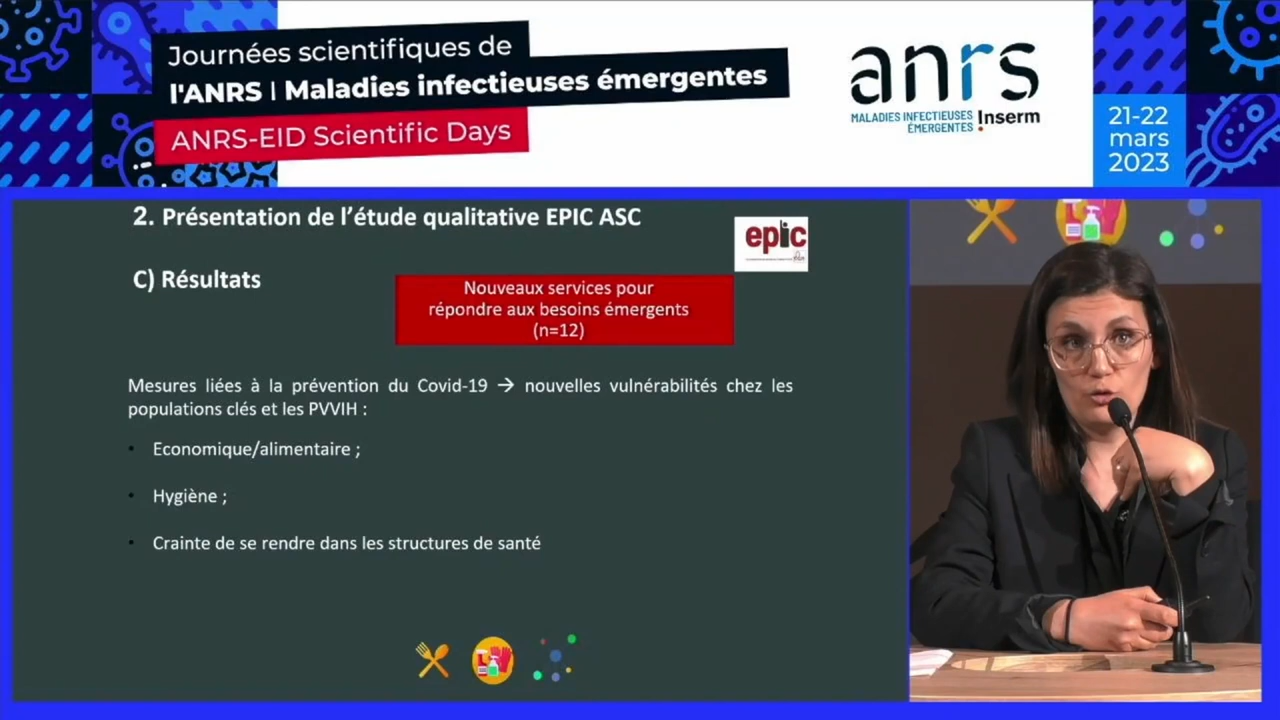 Journées scientifiques de
l'ANRS | Maladies infectieuses émergentes
ANRS-EID Scientific Days
anrs
MALADIES INFECTIEUSES
ÉMERGENTES
Inserm
21-22
mars
2023
2. Présentation de l'étude qualitative EPIC ASC
epic
C) Résultats
Nouveaux services pour
répondre aux besoins émergents
(n=12)
Mesures liées à la prévention du Covid-19 → nouvelles vulnérabilités chez les
populations clés et les PVVIH :
• Economique/alimentaire ;
• Hygiène ;
• Crainte de se rendre dans les structures de santé